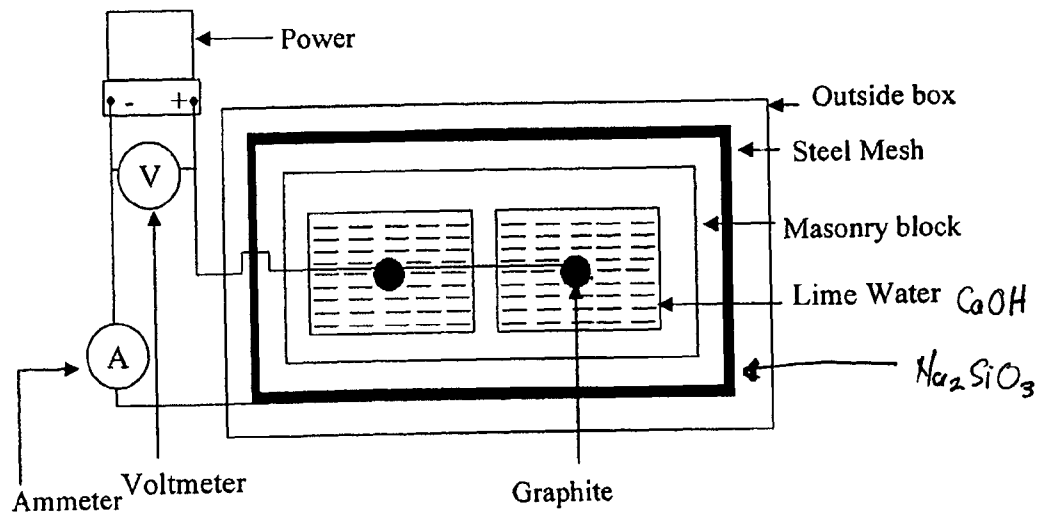 Power
- +
Outside box
V
Steel Mesh
Masonry block
Lime Water CaOH
A
Na₂SiO₃
Voltmeter
Ammeter
Graphite